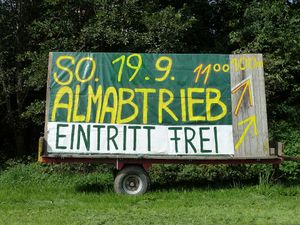 SO. 19.9. 11⁰⁰
ALMABTRIEB
EINTRITT FREI